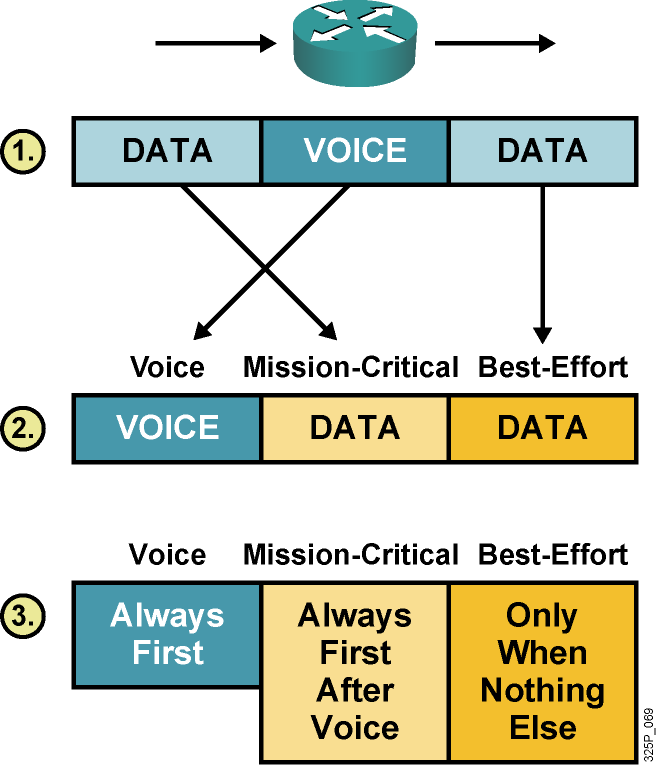 1. DATA VOICE DATA
Voice Mission-Critical Best-Effort
2. VOICE DATA DATA
Voice Mission-Critical Best-Effort
3.
Always
First
Always
First
After
Voice
Only
When
Nothing
Else
325P_069